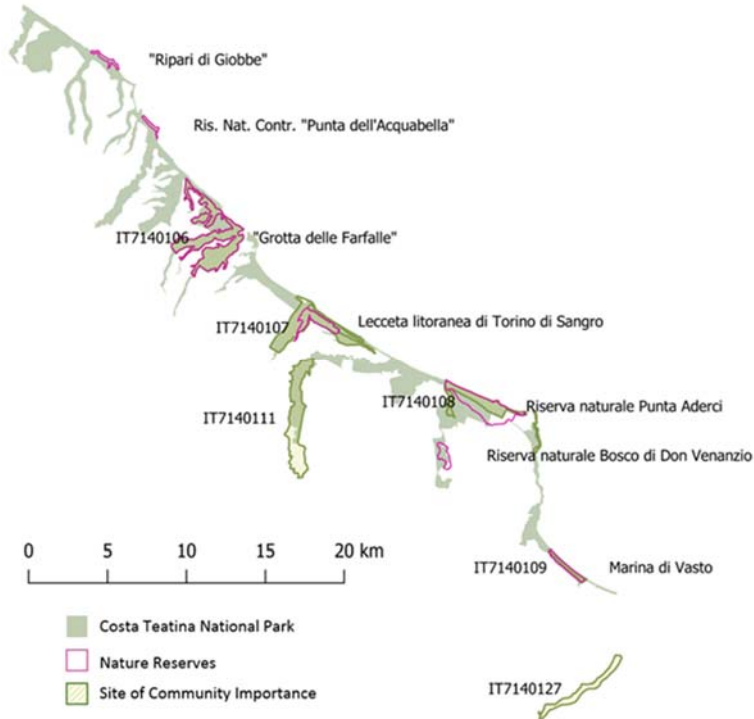 "Ripari di Giobbe"
Ris. Nat. Contr. "Punta dell'Acquabella"
IT7140106
"Grotta delle Farfalle"
IT7140107
Lecceta litoranea di Torino di Sangro
IT7140108
Riserva naturale Punta Aderci
IT7140111
Riserva naturale Bosco di Don Venanzio
0 5 10 15 20 km
IT7140109
Marina di Vasto
Costa Teatina National Park
Nature Reserves
Site of Community Importance
IT7140127